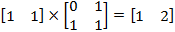 [1 1] × [0 1
1 1] = [1 2]